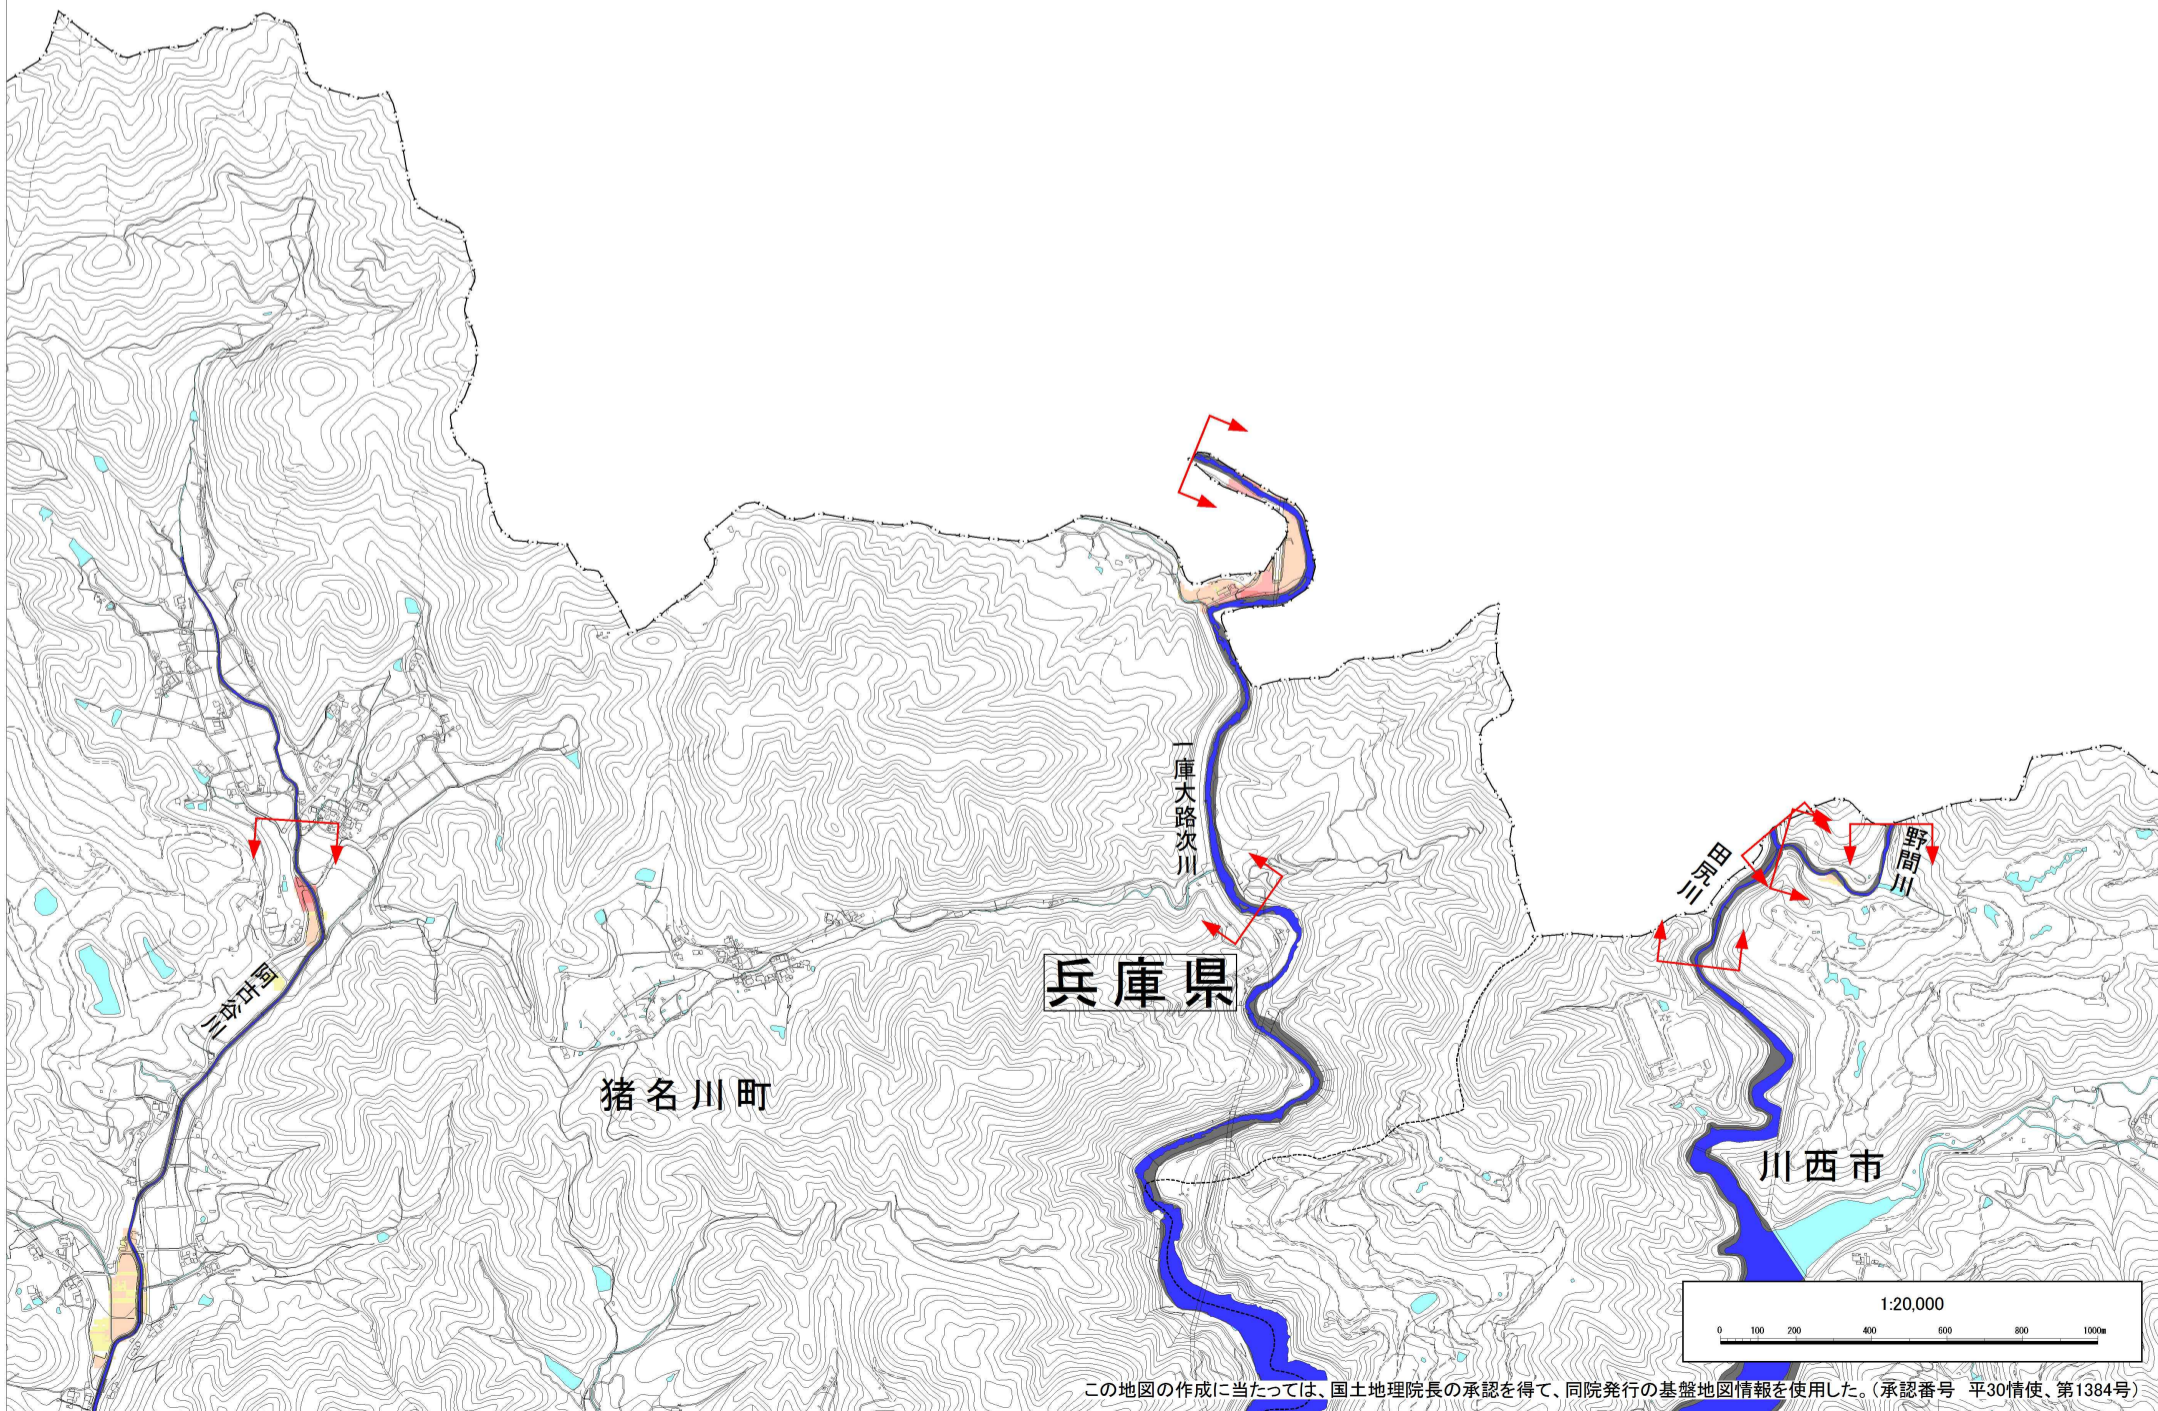 一庫大路次川
野間川
田尻川
阿古谷川
兵庫県
猪名川町
川西市
1:20,000
0 100 200 400 600 800 1000m
この地図の作成に当たっては、国土地理院長の承認を得て、同院発行の基盤地図情報を使用した。（承認番号 平30情使、第1384号）